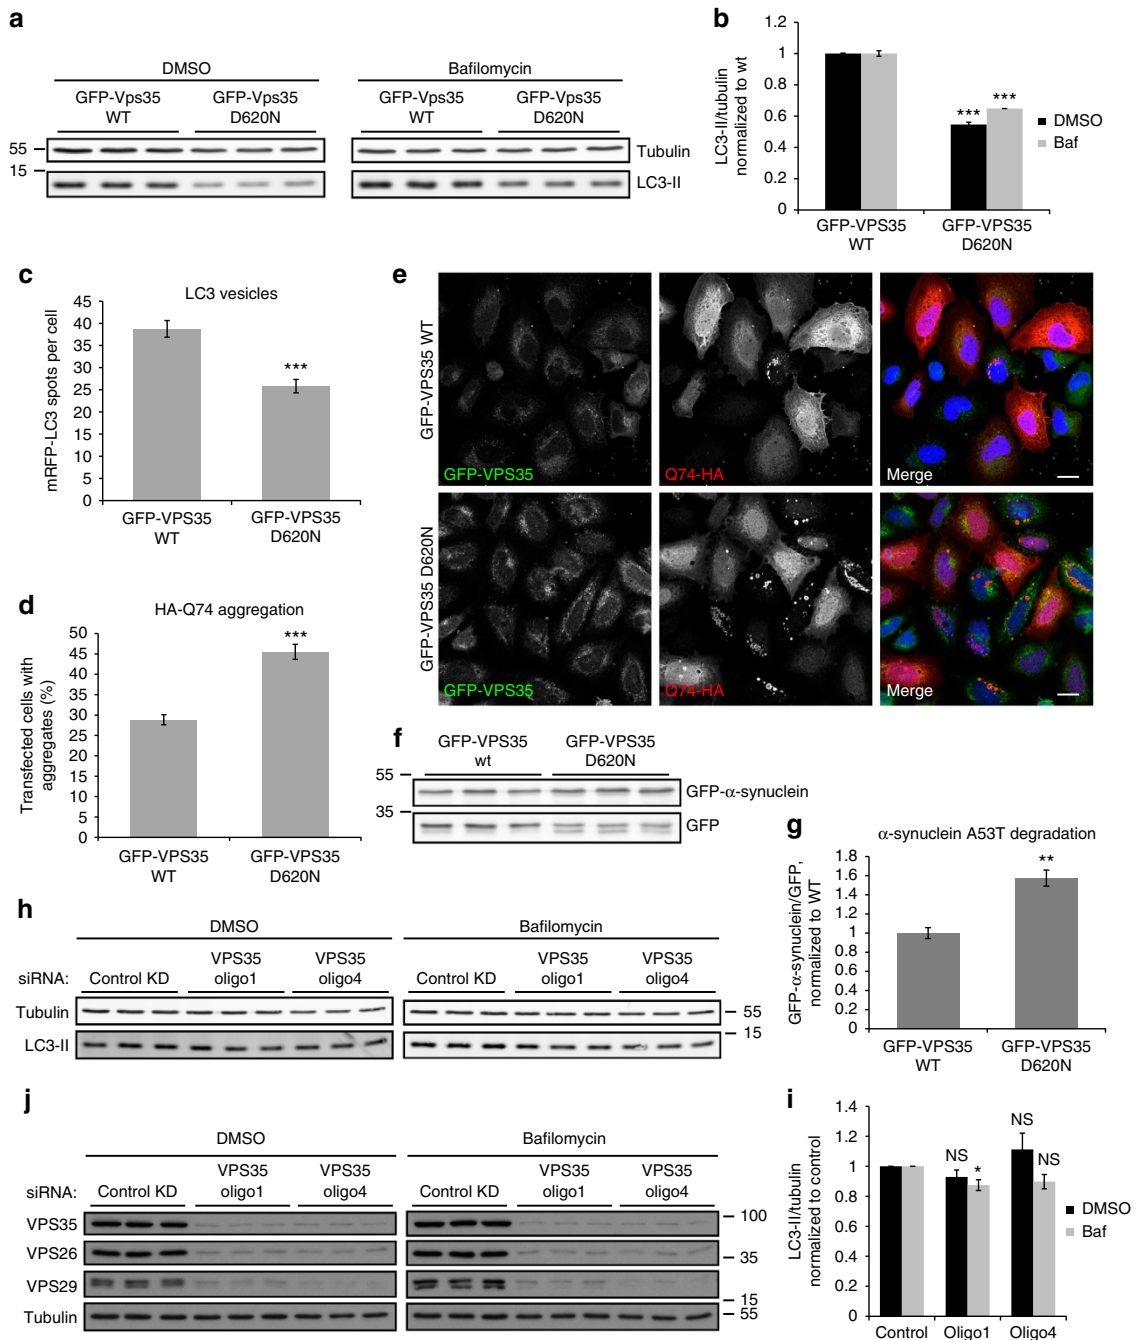 a
DMSO
Bafilomycin
GFP-Vps35
WT
GFP-Vps35
D620N
GFP-Vps35
WT
GFP-Vps35
D620N
55
15
Tubulin
LC3-II
b
LC3-II/tubulin
normalized to wt
1.2
1
0.8
0.6
0.4
0.2
0
***
***
DMSO
Baf
GFP-VPS35
WT
GFP-VPS35
D620N
c
LC3 vesicles
mRFP-LC3 spots per cell
45
40
35
30
25
20
15
10
5
0
***
GFP-VPS35
WT
GFP-VPS35
D620N
d
HA-Q74 aggregation
Transfected cells with
aggregates (%)
50
45
40
35
30
25
20
15
10
5
0
***
GFP-VPS35
WT
GFP-VPS35
D620N
e
GFP-VPS35 WT
GFP-VPS35
Q74-HA
Merge
GFP-VPS35 D620N
GFP-VPS35
Q74-HA
Merge
f
GFP-VPS35
wt
GFP-VPS35
D620N
55
35
GFP-α-synuclein
GFP
g
α-synuclein A53T degradation
GFP-α-synuclein/GFP,
normalized to WT
1.8
1.6
1.4
1.2
1
0.8
0.6
0.4
0.2
0
**
GFP-VPS35
WT
GFP-VPS35
D620N
h
DMSO
Bafilomycin
siRNA:
Control KD
VPS35
oligo1
VPS35
oligo4
Control KD
VPS35
oligo1
VPS35
oligo4
Tubulin
LC3-II
55
15
j
DMSO
Bafilomycin
siRNA:
Control KD
VPS35
oligo1
VPS35
oligo4
Control KD
VPS35
oligo1
VPS35
oligo4
VPS35
VPS26
VPS29
Tubulin
100
35
15
55
i
LC3-II/tubulin
normalized to control
1.4
1.2
1
0.8
0.6
0.4
0.2
0
NS
*
NS
NS
DMSO
Baf
Control
Oligo1
Oligo4